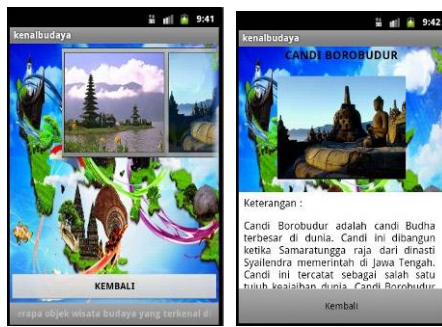 9:41
kenalbudaya
KEMBALI
rapa objek wisata budaya yang terkenal di
9:42
kenalbudaya
CANDI BOROBUDUR
Keterangan :
Candi Borobudur adalah candi Budha
terbesar di dunia. Candi ini dibangun
ketika Samaratungga raja dari dinasti
Syailendra memerintah di Jawa Tengah.
Candi ini tercatat sebagai salah satu
tujuh keajaiban dunia. Candi Borobudur
Kembali